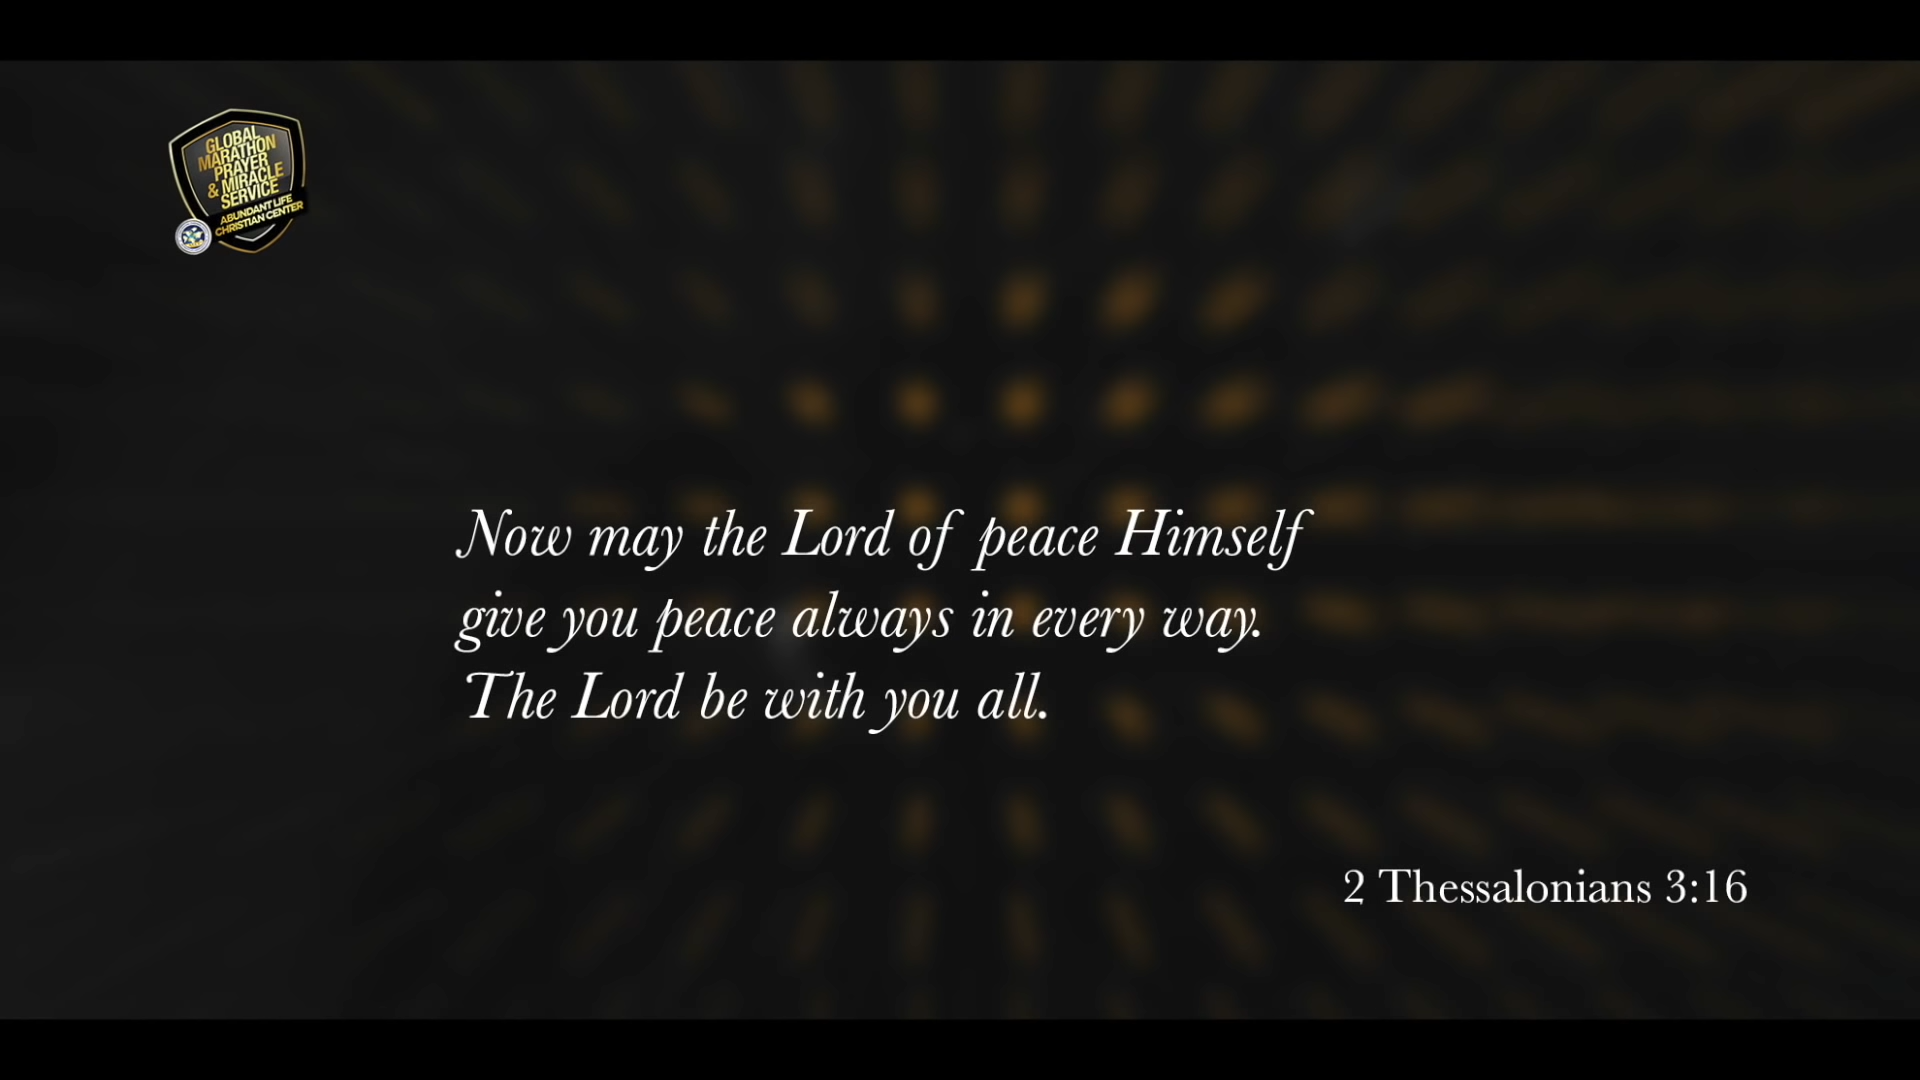 GLOBAL
MARATHON
PRAYER
& MIRACLE
SERVICE
ABUNDANT LIFE
CHRISTIAN CENTER
Now may the Lord of peace Himself
give you peace always in every way.
The Lord be with you all.
2 Thessalonians 3:16